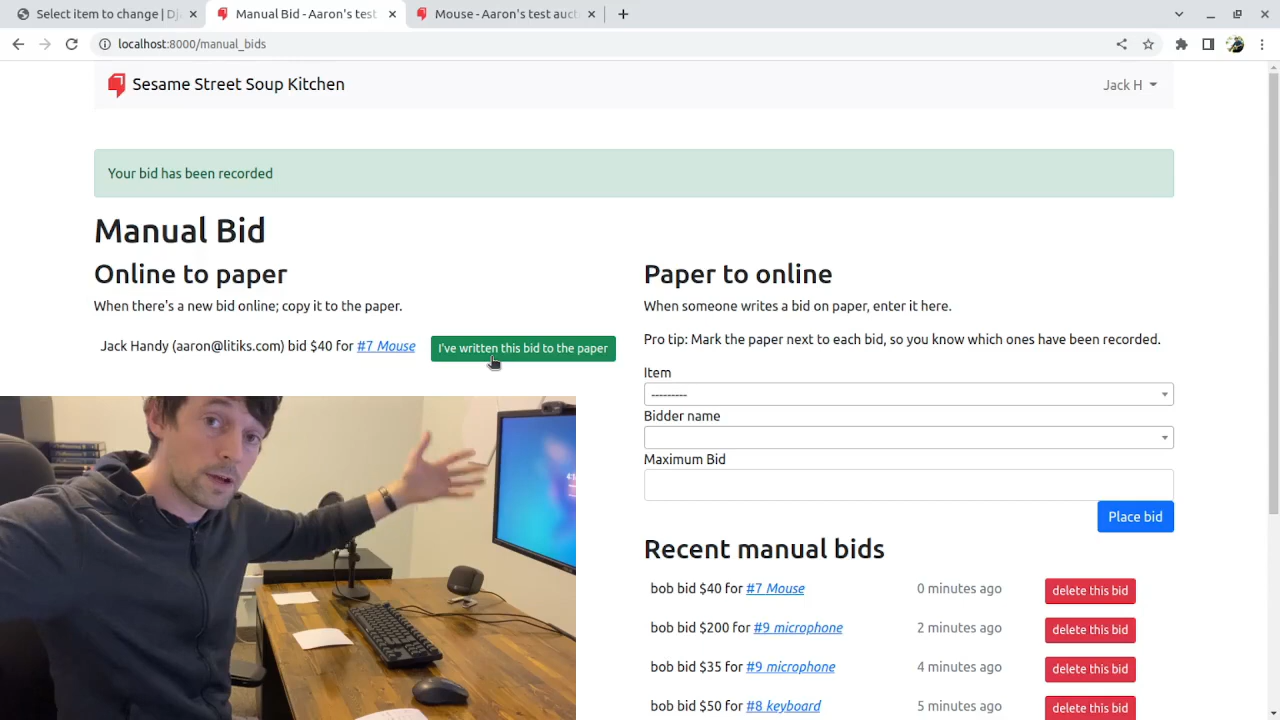 Select item to change | Dj
Manual Bid - Aaron's test
Mouse - Aaron's test auct
localhost:8000/manual_bids
Sesame Street Soup Kitchen
Jack H
Your bid has been recorded
Manual Bid
Online to paper
When there's a new bid online; copy it to the paper.
Jack Handy (aaron@litiks.com) bid $40 for #7 Mouse
I've written this bid to the paper
Paper to online
When someone writes a bid on paper, enter it here.
Pro tip: Mark the paper next to each bid, so you know which ones have been recorded.
Item
---------
Bidder name
Maximum Bid
Place bid
Recent manual bids
bob bid $40 for #7 Mouse 0 minutes ago delete this bid
bob bid $200 for #9 microphone 2 minutes ago delete this bid
bob bid $35 for #9 microphone 4 minutes ago delete this bid
bob bid $50 for #8 keyboard 5 minutes ago delete this bid